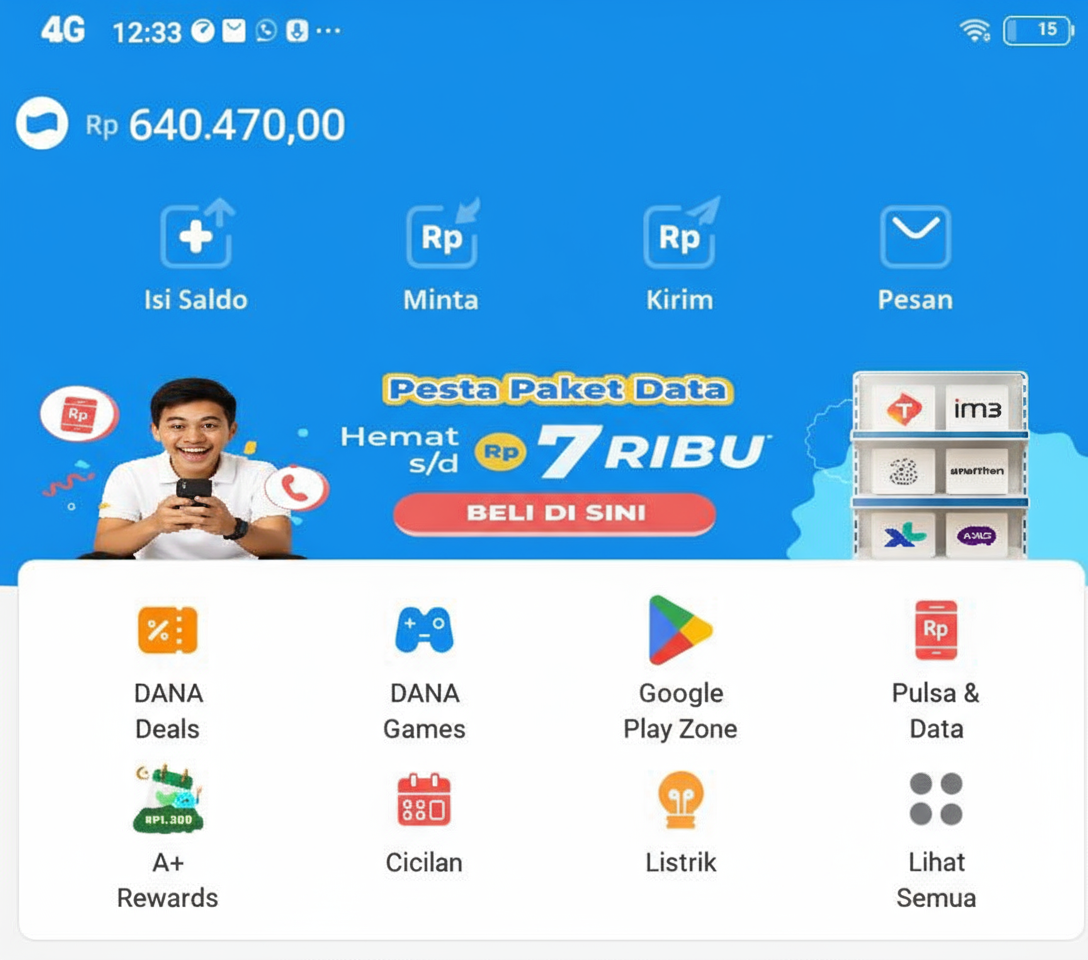 4G 12:33 15
Rp 640.470,00
Rp Rp
Isi Saldo Minta Kirim Pesan
Pesta Paket Data
Rp
Hemat
s/d Rp 7 RIBU*
BELI DI SINI
T im3
XL AXIS
% Rp
DANA
Deals
DANA
Games
Google
Play Zone
Pulsa &
Data
RP1.300
A+
Rewards
Cicilan
Listrik
Lihat
Semua